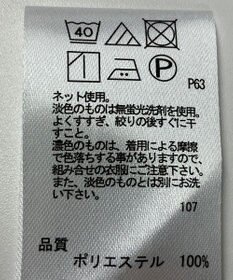 40
P
P63
ネット使用。
淡色のものは無蛍光洗剤を使用。
よくすすぎ、絞りの後すぐに干
すこと。
濃色のものは、着用による摩擦
で色落ちする事がありますので、
組み合せの衣服にご注意下さい。
また、淡色のものとは別にお洗
い下さい。
107
品質
ポリエステル 100%